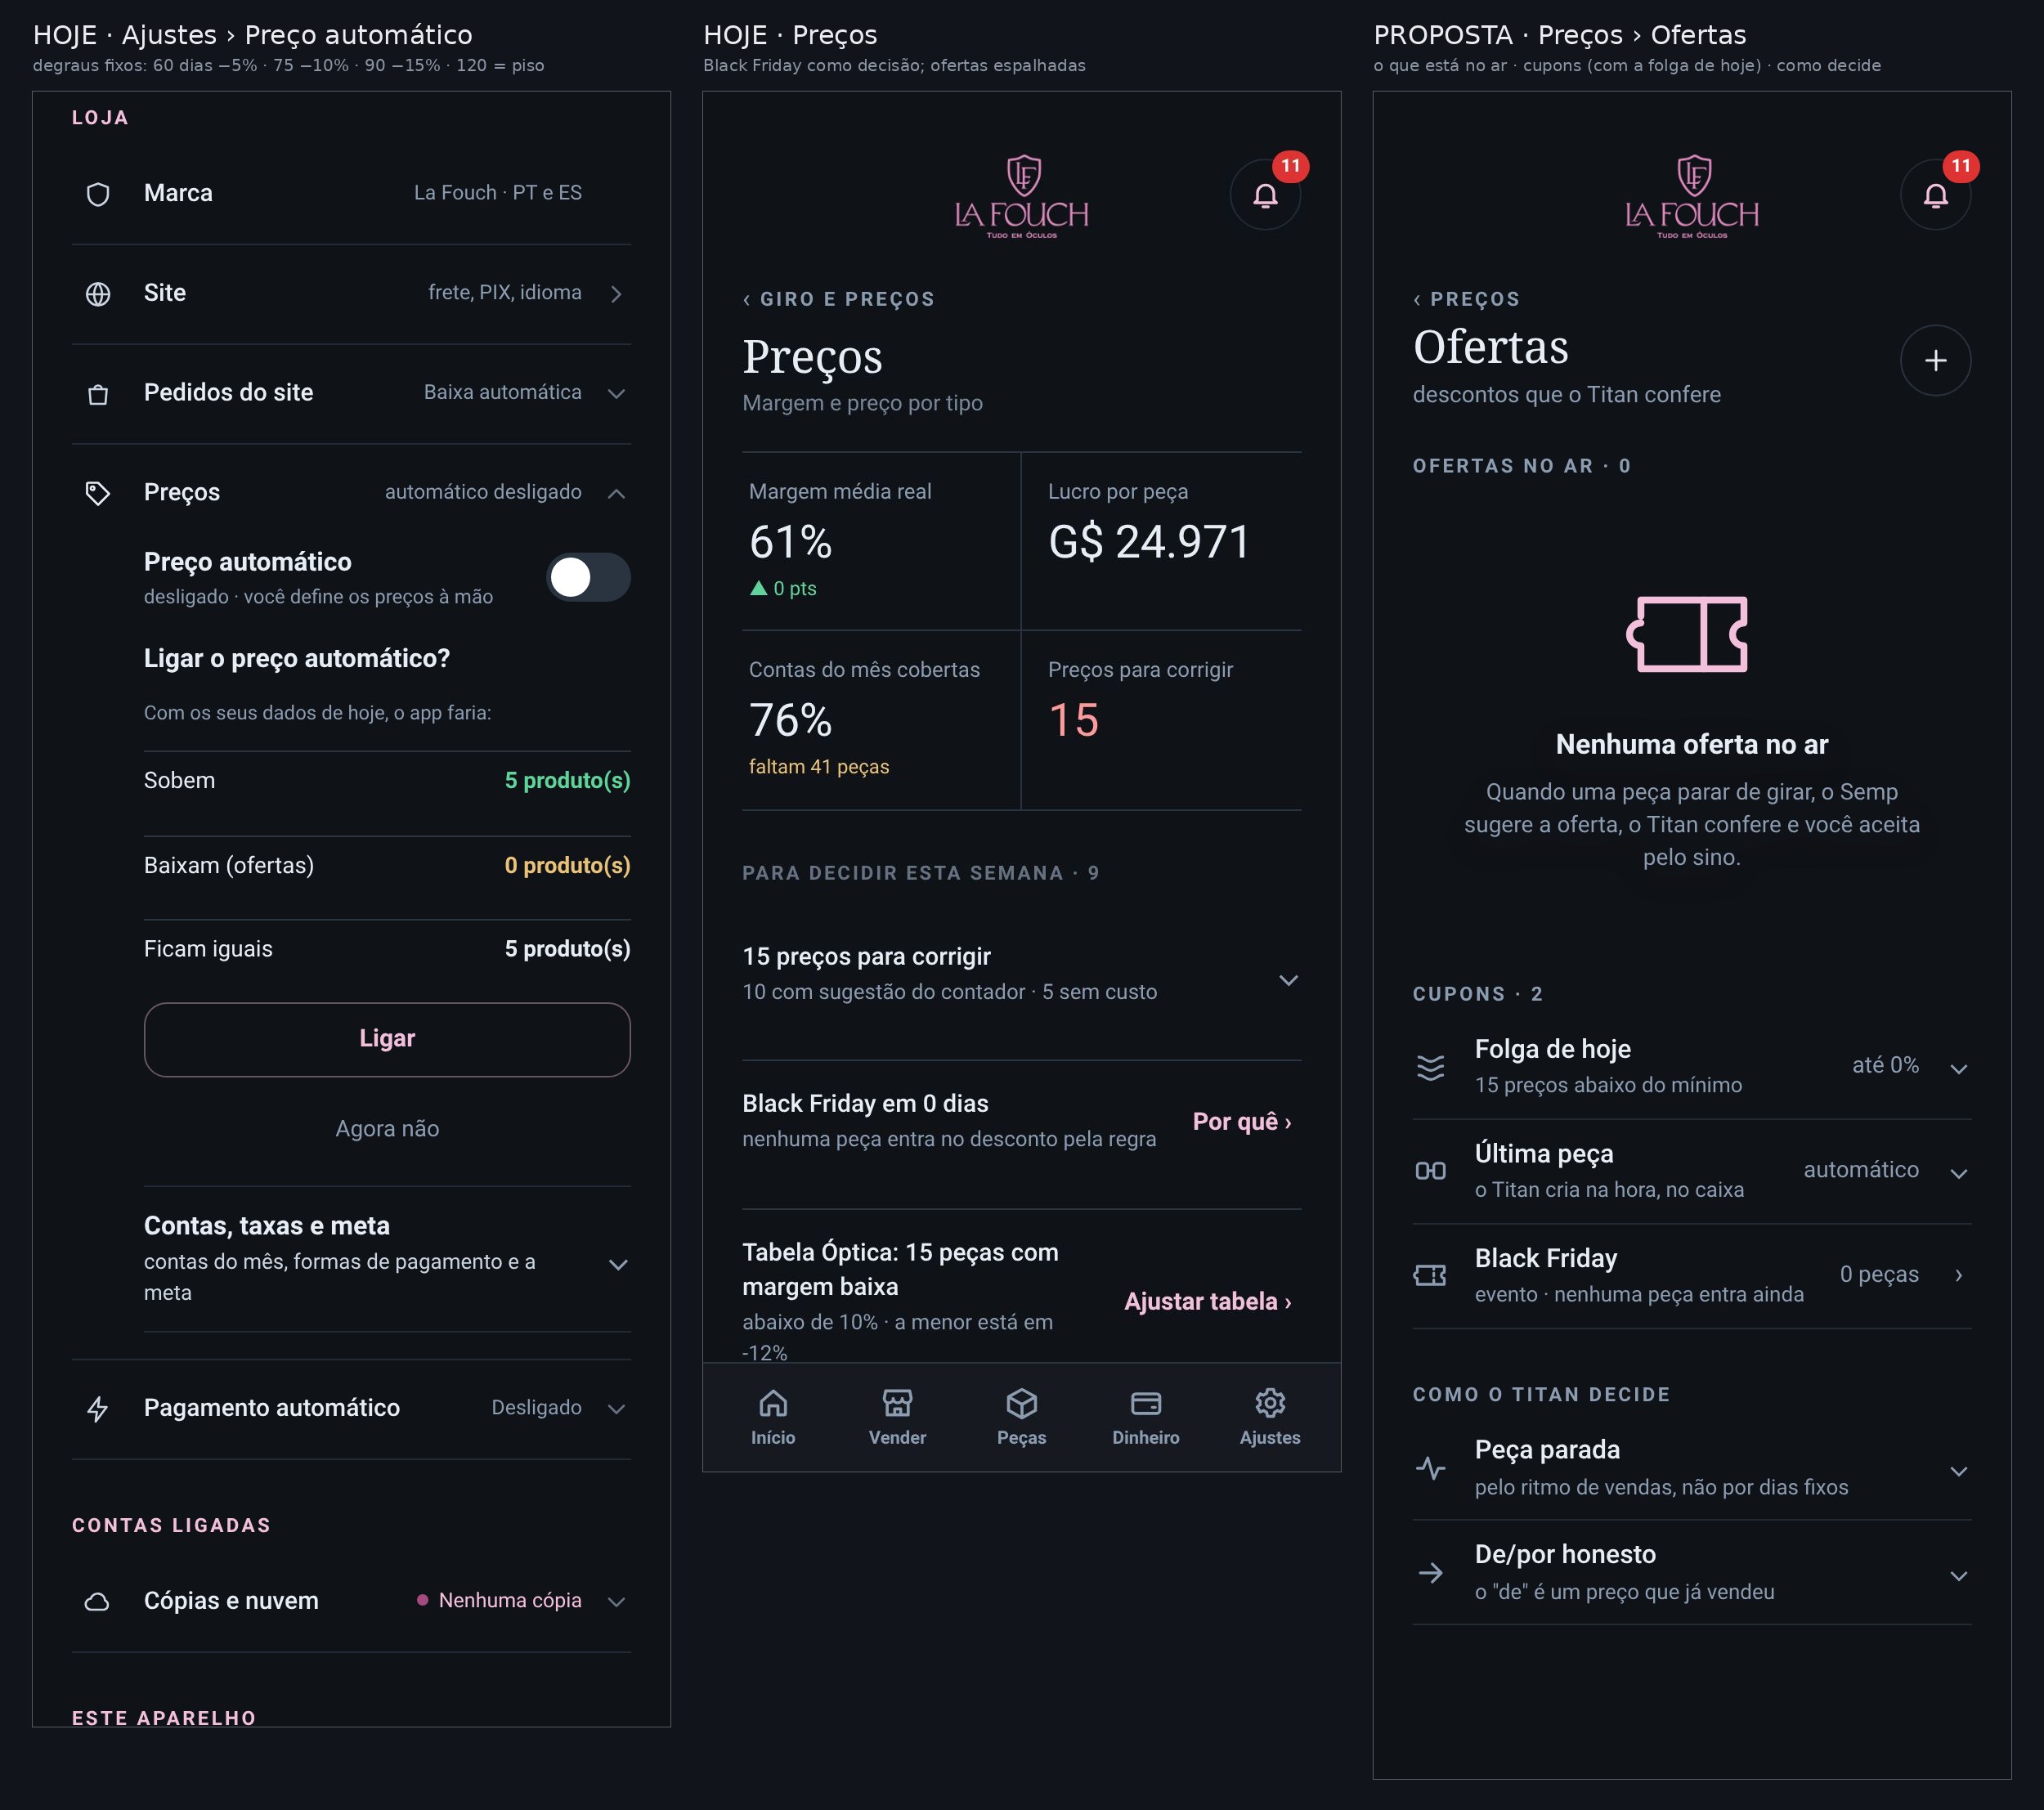 HOJE · Ajustes › Preço automático
degraus fixos: 60 dias −5% · 75 −10% · 90 −15% · 120 = piso
LOJA
Marca
La Fouch · PT e ES
Site
frete, PIX, idioma
Pedidos do site
Baixa automática
Preços
automático desligado
Preço automático
desligado · você define os preços à mão
Ligar o preço automático?
Com os seus dados de hoje, o app faria:
Sobem
5 produto(s)
Baixam (ofertas)
0 produto(s)
Ficam iguais
5 produto(s)
Ligar
Agora não
Contas, taxas e meta
contas do mês, formas de pagamento e a
meta
Pagamento automático
Desligado
CONTAS LIGADAS
Cópias e nuvem
Nenhuma cópia
ESTE APARELHO
HOJE · Preços
Black Friday como decisão; ofertas espalhadas
LF
LA FOUCH
TUDO EM ÓCULOS
11
‹ GIRO E PREÇOS
Preços
Margem e preço por tipo
Margem média real
61%
▲ 0 pts
Lucro por peça
G$ 24.971
Contas do mês cobertas
76%
faltam 41 peças
Preços para corrigir
15
PARA DECIDIR ESTA SEMANA · 9
15 preços para corrigir
10 com sugestão do contador · 5 sem custo
Black Friday em 0 dias
nenhuma peça entra no desconto pela regra
Por quê ›
Tabela Óptica: 15 peças com
margem baixa
abaixo de 10% · a menor está em
-12%
Ajustar tabela ›
Início
Vender
Peças
Dinheiro
Ajustes
PROPOSTA · Preços › Ofertas
o que está no ar · cupons (com a folga de hoje) · como decide
LF
LA FOUCH
TUDO EM ÓCULOS
11
‹ PREÇOS
Ofertas
descontos que o Titan confere
OFERTAS NO AR · 0
Nenhuma oferta no ar
Quando uma peça parar de girar, o Semp
sugere a oferta, o Titan confere e você aceita
pelo sino.
CUPONS · 2
Folga de hoje
15 preços abaixo do mínimo
até 0%
Última peça
o Titan cria na hora, no caixa
automático
Black Friday
evento · nenhuma peça entra ainda
0 peças ›
COMO O TITAN DECIDE
Peça parada
pelo ritmo de vendas, não por dias fixos
De/por honesto
o "de" é um preço que já vendeu